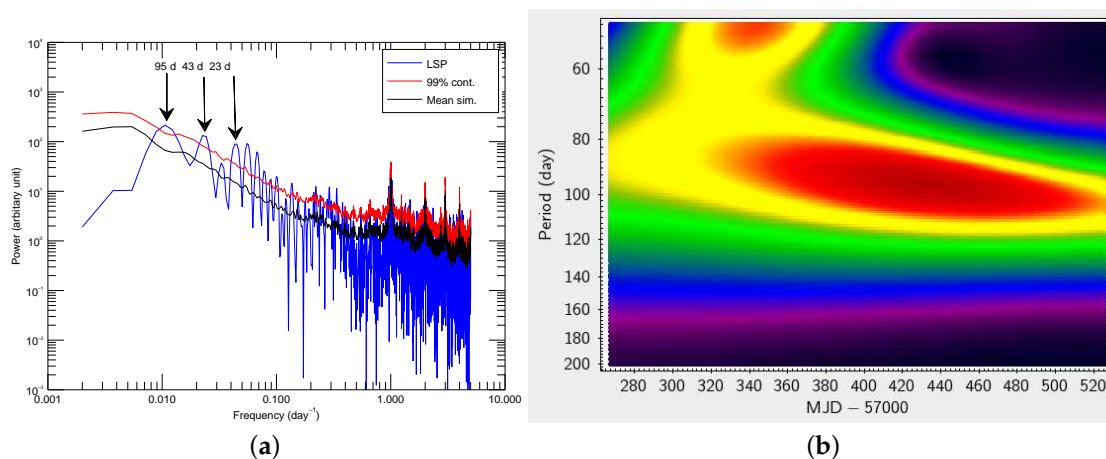 95 d 43 d 23 d
LSP
99% cont.
Mean sim.
10⁴
10³
10²
10¹
10⁰
10⁻¹
10⁻²
10⁻³
Power (arbitrary unit)
0.001 0.010 0.100 1.000 10.000
Frequency (day⁻¹)
(a)
60
80
100
120
140
160
180
200
Period (day)
280 300 320 340 360 380 400 420 440 460 480 500 520
MJD − 57000
(b)